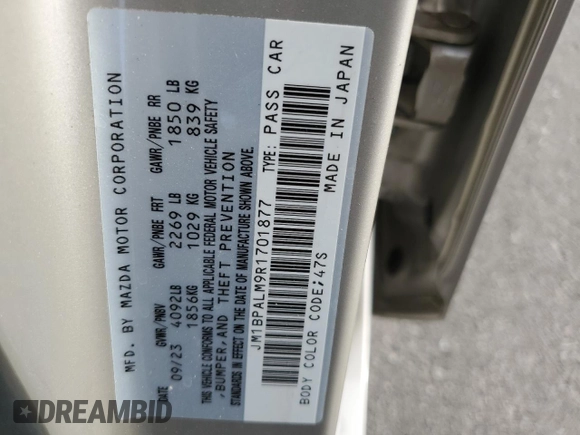 MFD. BY MAZDA MOTOR CORPORATION
GVWR/PNBV GAWR/PNBE FRT GAWR/PNBE RR
09/23 4092LB 2269 LB 1850 LB
DATE 1856KG 1029 KG 839 KG
THIS VEHICLE CONFORMS TO ALL APPLICABLE FEDERAL MOTOR VEHICLE SAFETY
,BUMPER,AND THEFT PREVENTION
STANDARDS IN EFFECT ON THE DATE OF MANUFACTURE SHOWN ABOVE.
JM1BPALM9R1701877 TYPE: PASS CAR
BODY COLOR CODE;47S MADE IN JAPAN
DREAMBID